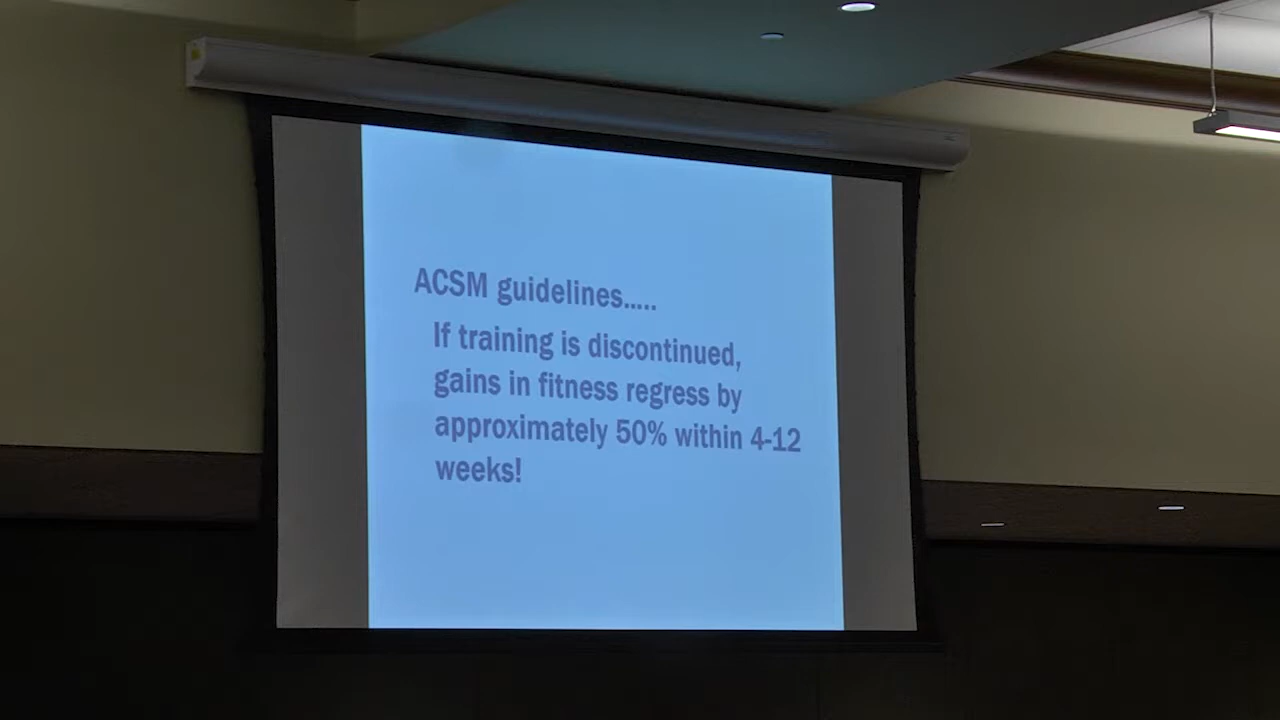 ACSM guidelines.....
If training is discontinued,
gains in fitness regress by
approximately 50% within 4-12
weeks!